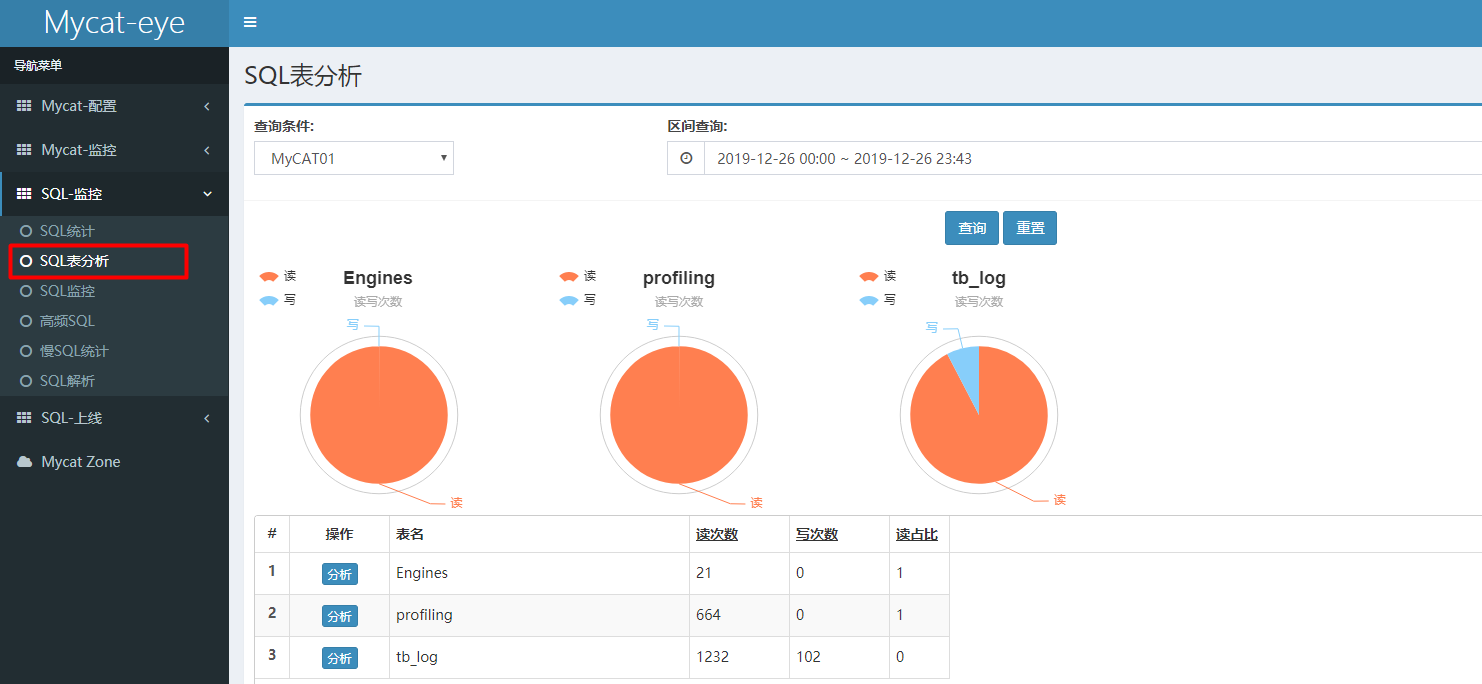 Mycat-eye
导航菜单
Mycat-配置
Mycat-监控
SQL-监控
SQL统计
SQL表分析
SQL监控
高频SQL
慢SQL统计
SQL解析
SQL-上线
Mycat Zone
SQL表分析
查询条件: 区间查询:
MyCAT01 2019-12-26 00:00 ~ 2019-12-26 23:43
查询 重置
读 Engines 读 profiling 读 tb_log
写 读写次数 写 读写次数 写 读写次数
写 写 写
读 读 读
# 操作 表名 读次数 写次数 读占比
1 分析 Engines 21 0 1
2 分析 profiling 664 0 1
3 分析 tb_log 1232 102 0